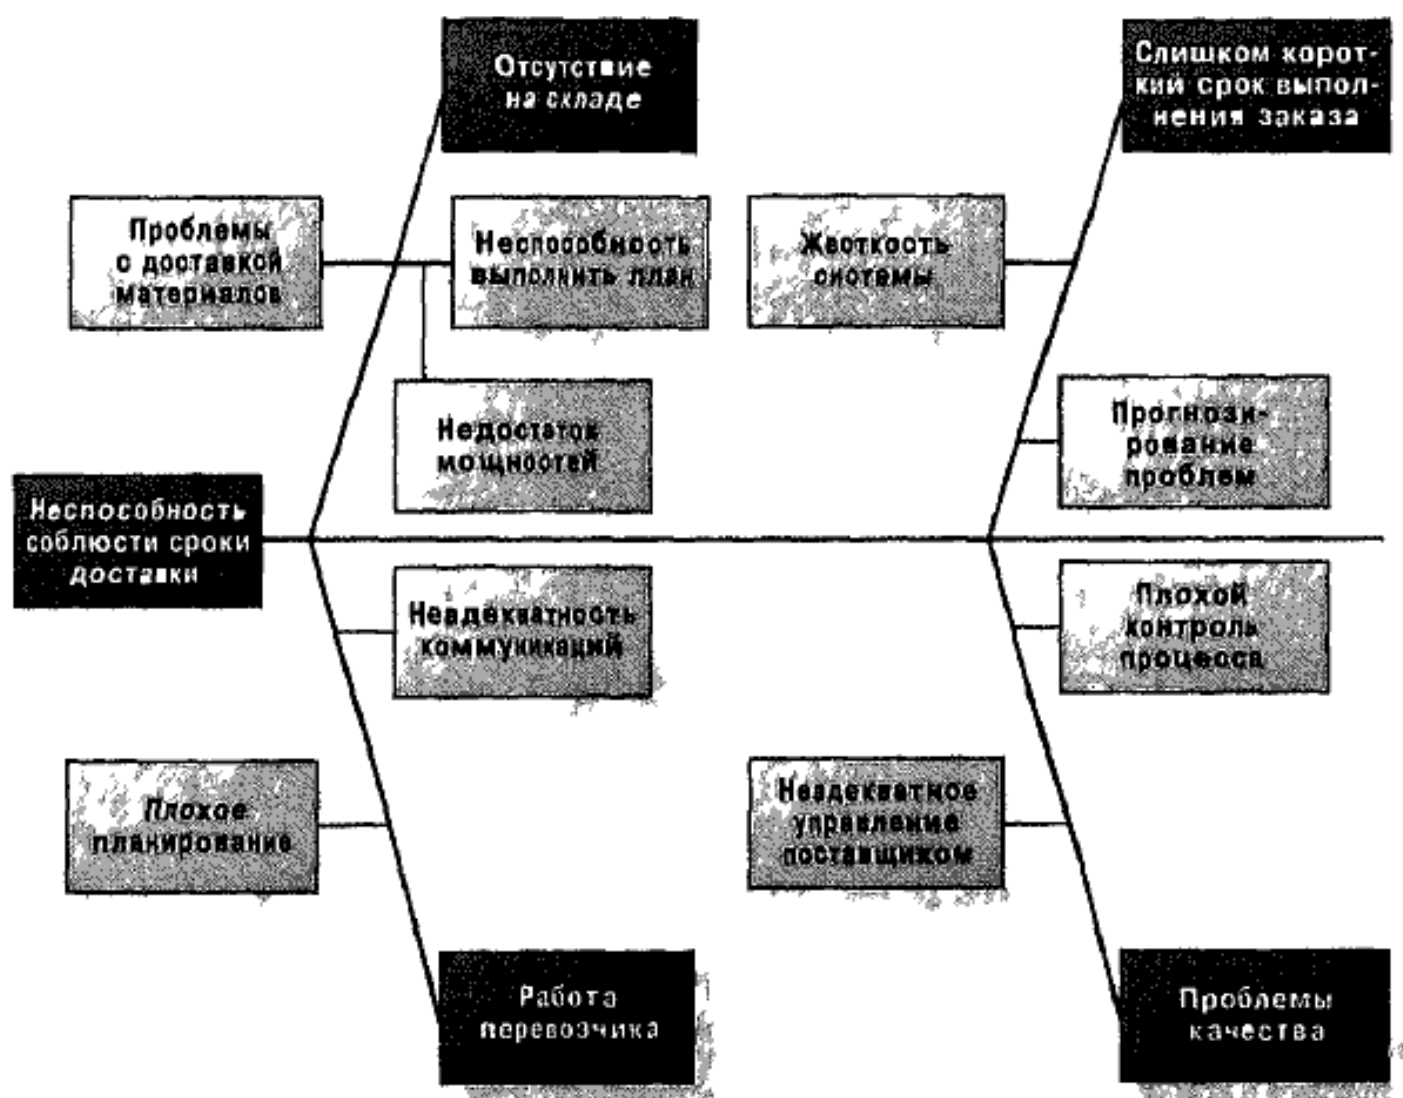 Отсутствие
на складе
Слишком корот-
кий срок выпол-
нения заказа
Проблемы
с доставкой
материалов
Неспособность
выполнить план
Жёсткость
системы
Недостаток
мощностей
Прогнози-
рование
проблем
Неспособность
соблюсти сроки
доставки
Неадекватность
коммуникаций
Плохой
контроль
процесса
Плохое
планирование
Неадекватное
управление
поставщиком
Работа
перевозчика
Проблемы
качества